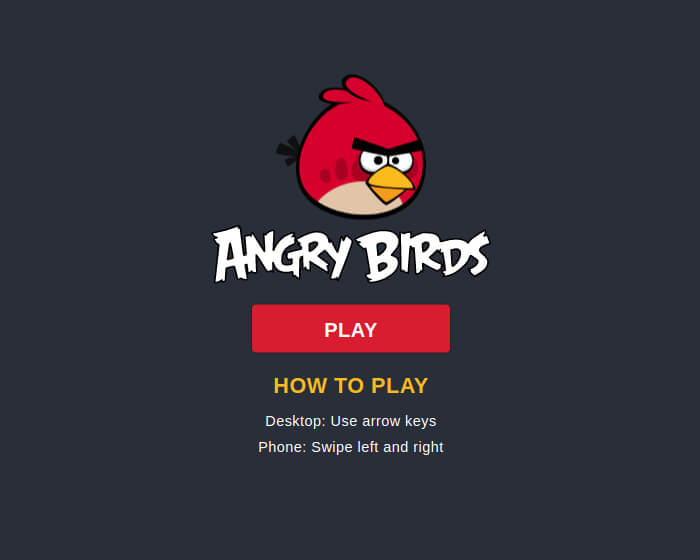 ANGRY BIRDS
PLAY
HOW TO PLAY
Desktop: Use arrow keys
Phone: Swipe left and right